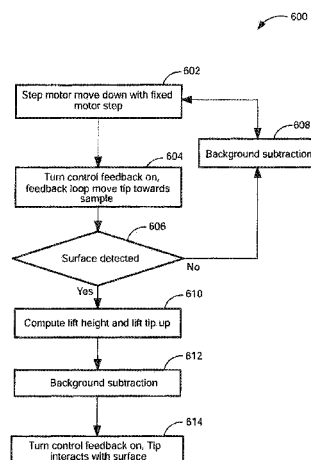 600
602
Step motor move down with fixed
motor step
608
Background subtraction
604
Turn control feedback on,
feedback loop move tip towards
sample
606
Surface detected
No
Yes
610
Compute lift height and lift tip up
612
Background subtraction
614
Turn control feedback on, Tip
interacts with surface